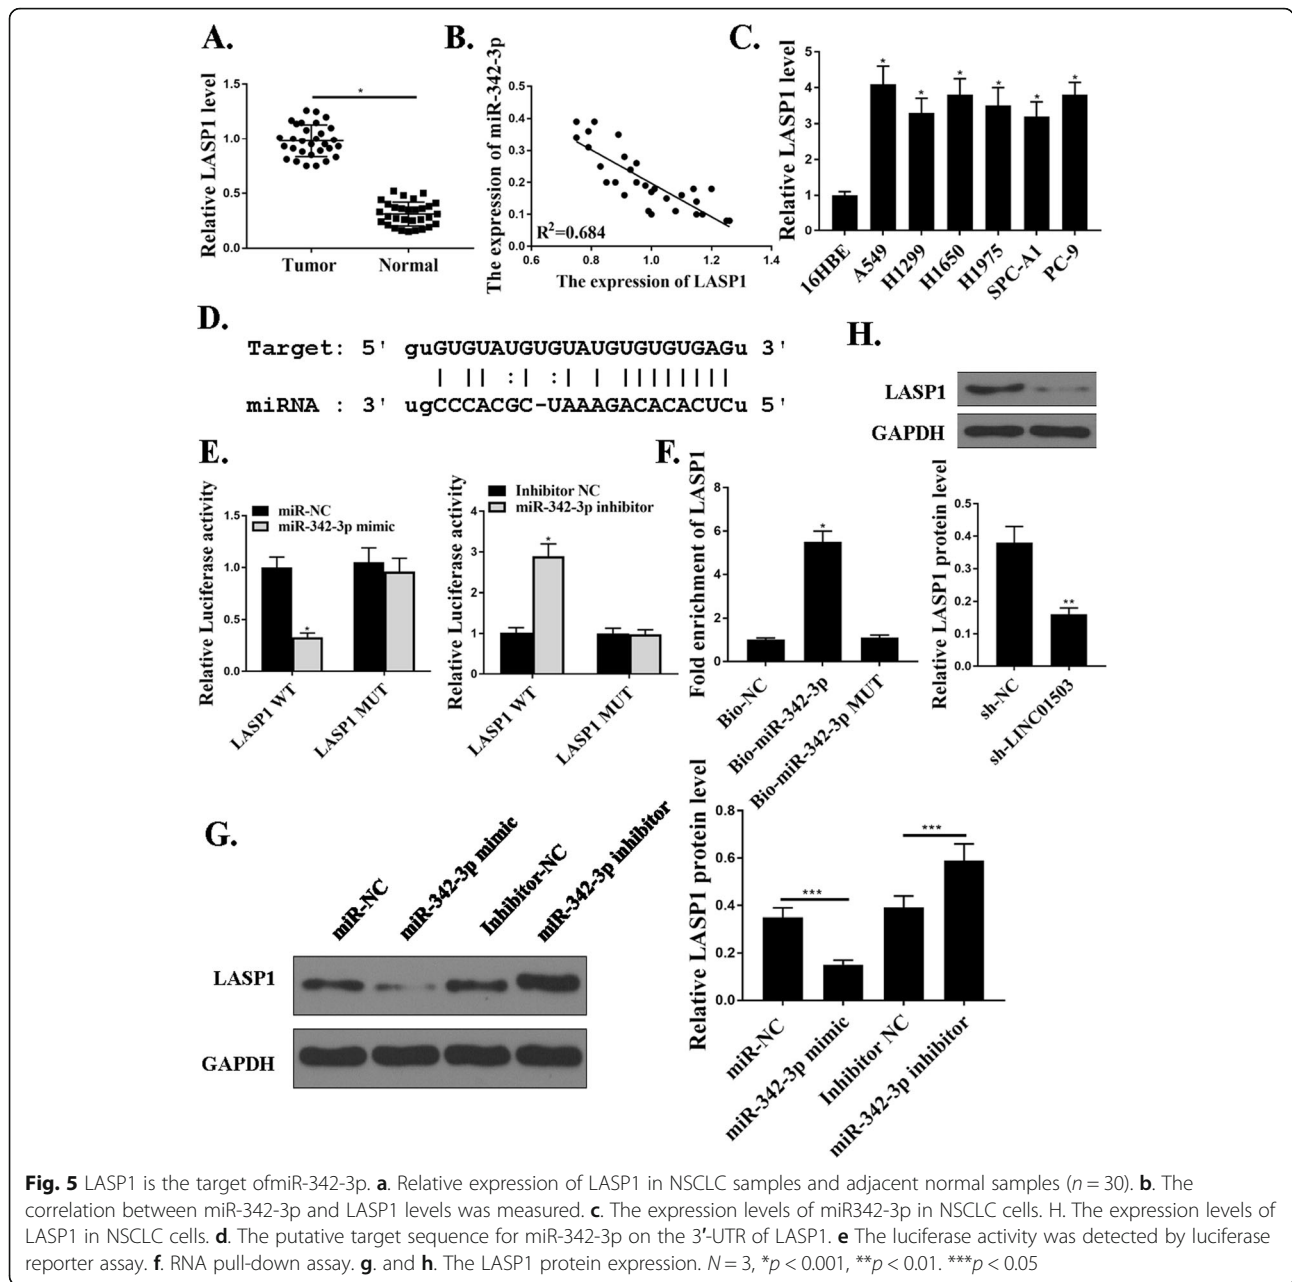 A.
Relative LASP1 level
1.5
1.0
0.5
0.0
*
Tumor
Normal
B.
The expression of miR-342-3p
0.5
0.4
0.3
0.2
0.1
0.0
R²=0.684
0.6
0.8
1.0
1.2
1.4
The expression of LASP1
C.
Relative LASP1 level
5
4
3
2
1
0
*
*
*
*
*
*
16HBE
A549
H1299
H1650
H1975
SPC-A1
PC-9
D.
Target: 5' guGUGUAUGUGUAUGUGUGUGAGu 3'
| || :| :| | ||||||||
miRNA : 3' ugCCCACGC-UAAAGACACACUCu 5'
H.
LASP1
GAPDH
Relative LASP1 protein level
0.5
0.4
0.3
0.2
0.1
0.0
**
sh-NC
sh-LINC01503
E.
Relative Luciferase activity
1.5
1.0
0.5
0.0
miR-NC
miR-342-3p mimic
*
LASP1 WT
LASP1 MUT
Relative Luciferase activity
4
3
2
1
0
Inhibitor NC
miR-342-3p inhibitor
*
LASP1 WT
LASP1 MUT
F.
Fold enrichment of LASP1
8
6
4
2
0
*
Bio-NC
Bio-miR-342-3p
Bio-miR-342-3p MUT
G.
miR-NC
miR-342-3p mimic
Inhibitor-NC
miR-342-3p inhibitor
LASP1
GAPDH
Relative LASP1 protein level
0.8
0.6
0.4
0.2
0.0
***
***
miR-NC
miR-342-3p mimic
Inhibitor NC
miR-342-3p inhibitor
Fig. 5 LASP1 is the target ofmiR-342-3p. a. Relative expression of LASP1 in NSCLC samples and adjacent normal samples (n = 30). b. The
correlation between miR-342-3p and LASP1 levels was measured. c. The expression levels of miR342-3p in NSCLC cells. H. The expression levels of
LASP1 in NSCLC cells. d. The putative target sequence for miR-342-3p on the 3′-UTR of LASP1. e The luciferase activity was detected by luciferase
reporter assay. f. RNA pull-down assay. g. and h. The LASP1 protein expression. N = 3, *p < 0.001, **p < 0.01. ***p < 0.05